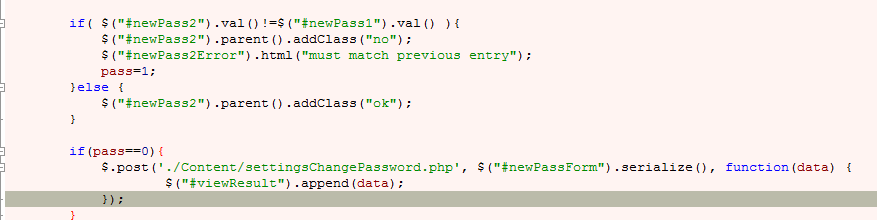 if( $("#newPass2").val()!=$("#newPass1").val() ){
$("#newPass2").parent().addClass("no");
$("#newPass2Error").html("must match previous entry");
pass=1;
}else {
$("#newPass2").parent().addClass("ok");
}
if(pass==0){
$.post('./Content/settingsChangePassword.php', $("#newPassForm").serialize(), function(data) {
$("#viewResult").append(data);
});
}